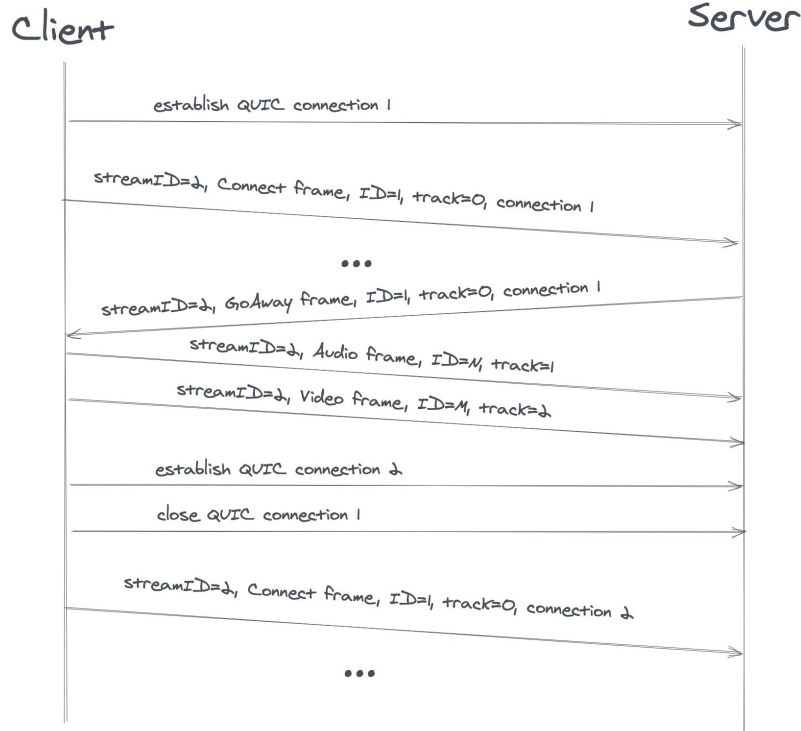 Client
Server
establish QUIC connection 1
streamID=2, Connect frame, ID=1, track=0, connection 1
...
streamID=2, GoAway frame, ID=1, track=0, connection 1
streamID=2, Audio frame, ID=N, track=1
streamID=2, Video frame, ID=M, track=2
establish QUIC connection 2
close QUIC connection 1
streamID=2, Connect frame, ID=1, track=0, connection 2
...